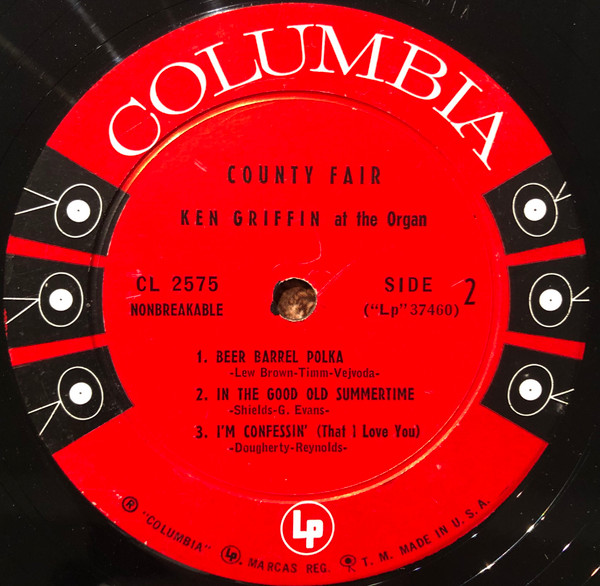 COLUMBIA
COUNTY FAIR
KEN GRIFFIN at the Organ
CL 2575
NONBREAKABLE
SIDE 2
("Lp" 37460)
1. BEER BARREL POLKA
-Lew Brown-Timm-Vejvoda-
2. IN THE GOOD OLD SUMMERTIME
-Shields-G. Evans-
3. I'M CONFESSIN' (That I Love You)
-Dougherty-Reynolds-
Lp
® "COLUMBIA" Lp. MARCAS REG. T. M. MADE IN U. S. A.